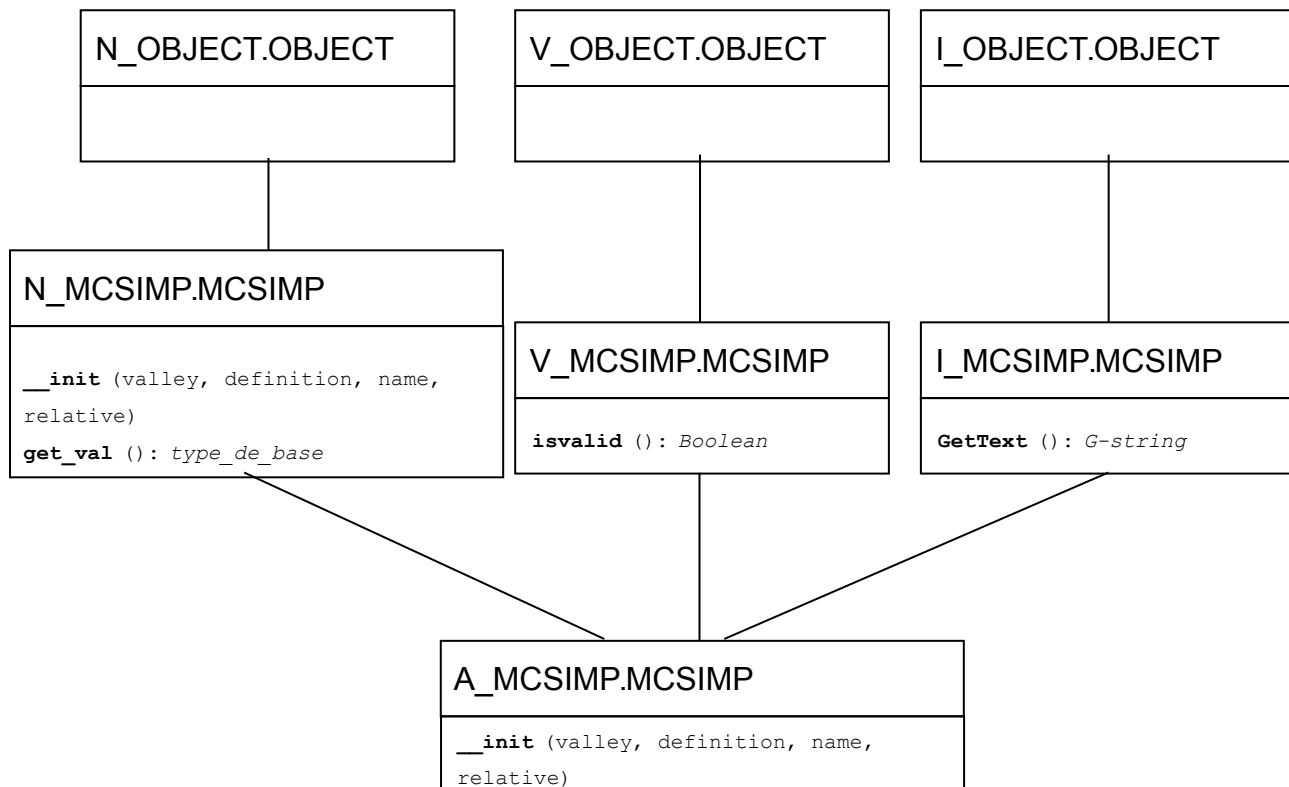 N_OBJECT.OBJECT
V_OBJECT.OBJECT
I_OBJECT.OBJECT
N_MCSIMP.MCSIMP
__init (valley, definition, name,
relative)
get_val (): type_de_base
V_MCSIMP.MCSIMP
isvalid (): Boolean
I_MCSIMP.MCSIMP
GetText (): G-string
A_MCSIMP.MCSIMP
__init (valley, definition, name,
relative)